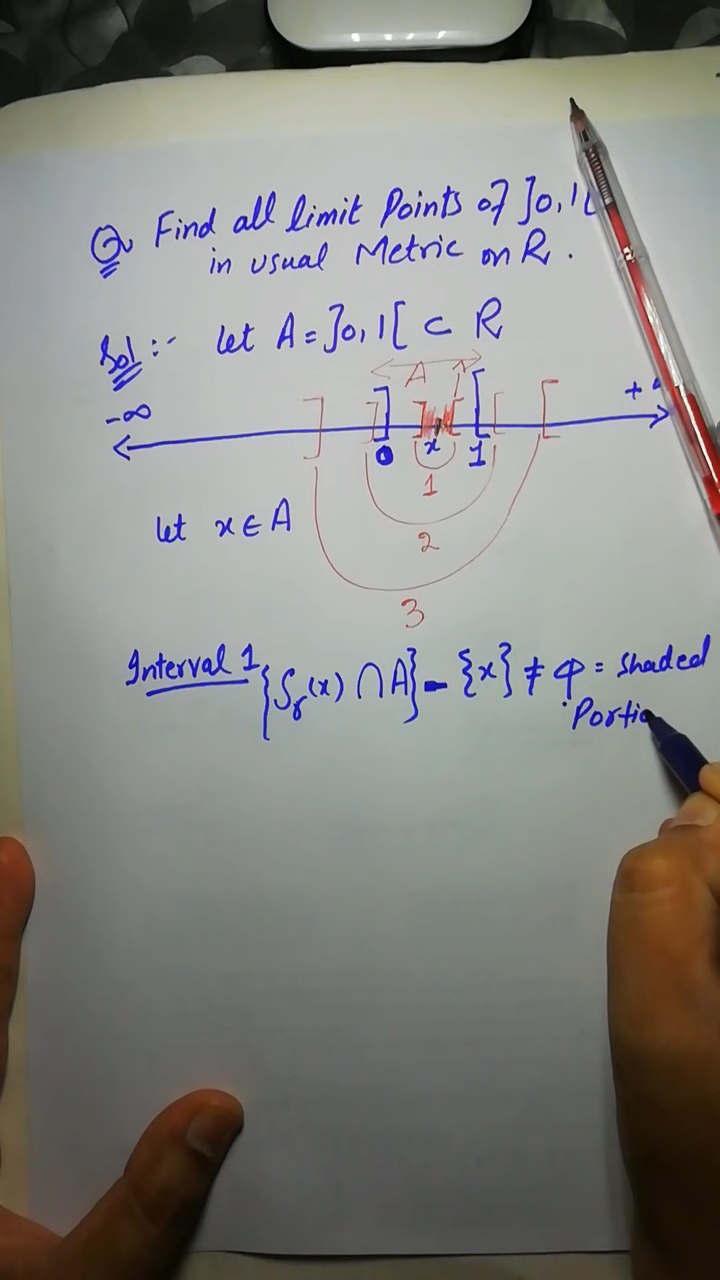 Q Find all limit Points of ]0,1[
in usual Metric on R.
Sol:- let A = ]0,1[ ⊂ R
A
-∞ +
0 x 1
1
let x ∈ A
2
3
Interval 1 {Sr(x) ∩ A} - {x} ≠ φ = shaded
Portio